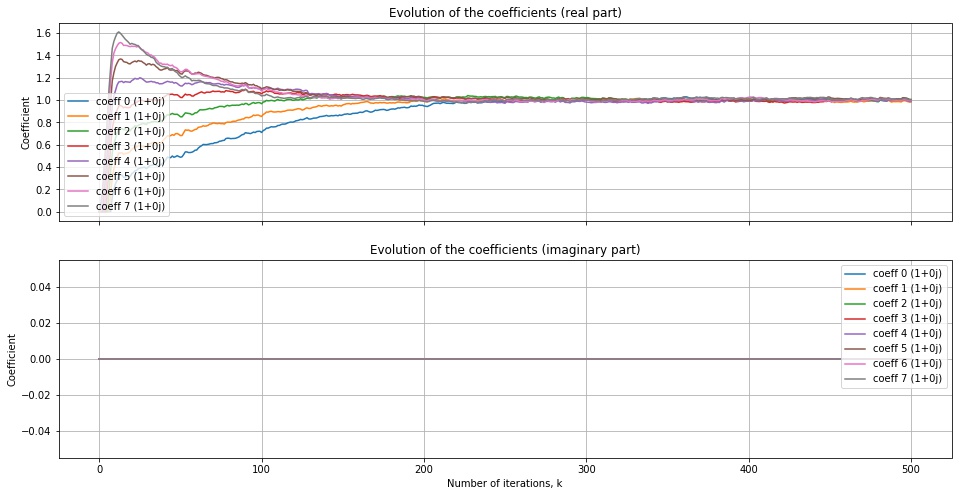 Evolution of the coefficients (real part)
1.6
1.4
1.2
1.0
0.8
0.6
0.4
0.2
0.0
Coefficient
coeff 0 (1+0j)
coeff 1 (1+0j)
coeff 2 (1+0j)
coeff 3 (1+0j)
coeff 4 (1+0j)
coeff 5 (1+0j)
coeff 6 (1+0j)
coeff 7 (1+0j)
Evolution of the coefficients (imaginary part)
0.04
0.02
0.00
−0.02
−0.04
Coefficient
coeff 0 (1+0j)
coeff 1 (1+0j)
coeff 2 (1+0j)
coeff 3 (1+0j)
coeff 4 (1+0j)
coeff 5 (1+0j)
coeff 6 (1+0j)
coeff 7 (1+0j)
0 100 200 300 400 500
Number of iterations, k